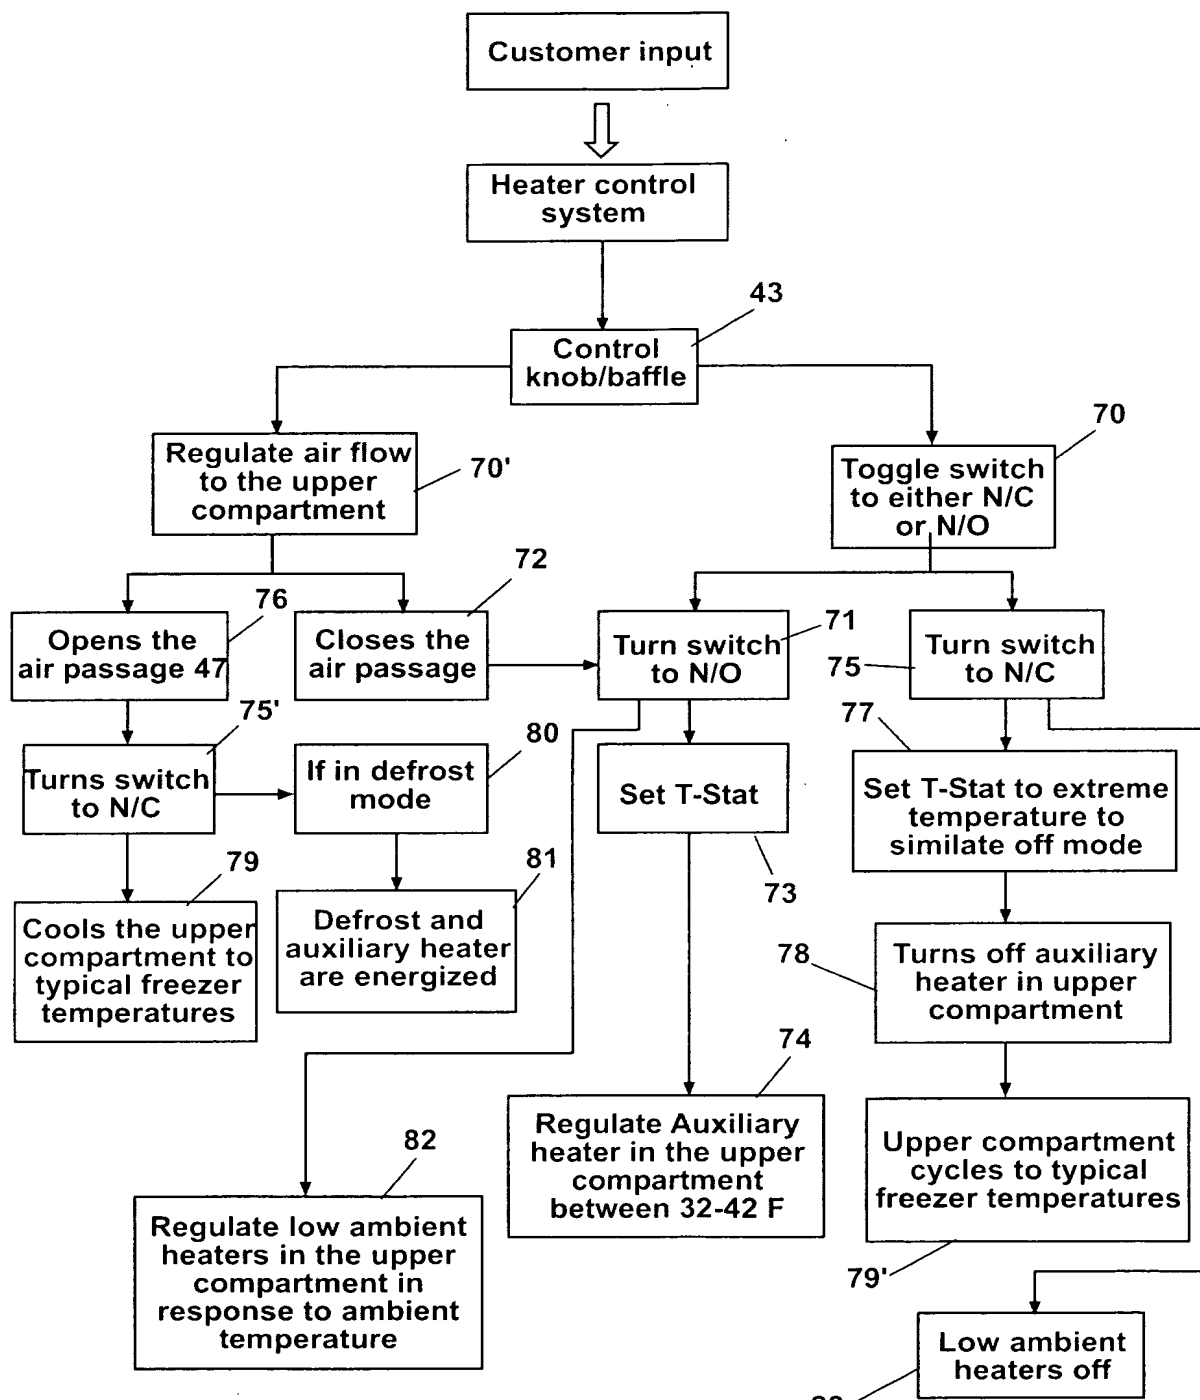 Customer input
Heater control
system
43
Control
knob/baffle
70
Regulate air flow
to the upper
compartment
70'
Toggle switch
to either N/C
or N/O
72
76
Opens the
air passage 47
Closes the
air passage
Turn switch
to N/O
71
75
Turn switch
to N/C
75'
80
77
Turns switch
to N/C
If in defrost
mode
Set T-Stat
Set T-Stat to extreme
temperature to
similate off mode
79
81
73
Cools the upper
compartment to
typical freezer
temperatures
Defrost and
auxiliary heater
are energized
78
Turns off auxiliary
heater in upper
compartment
74
82
Regulate Auxiliary
heater in the upper
compartment
between 32-42 F
Upper compartment
cycles to typical
freezer temperatures
79'
Regulate low ambient
heaters in the upper
compartment in
response to ambient
temperature
Low ambient
heaters off